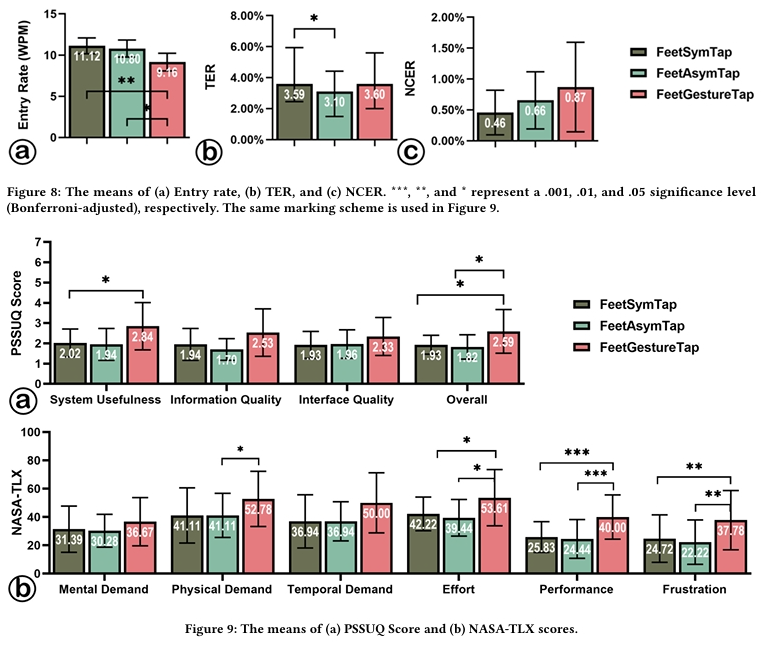 15
10
5
0
Entry Rate (WPM)
11.12
10.80
9.16
**
*
a
8.00%
6.00%
4.00%
2.00%
0.00%
TER
*
3.59
3.10
3.60
b
2.00%
1.50%
1.00%
0.50%
0.00%
NCER
0.46
0.66
0.87
c
FeetSymTap
FeetAsymTap
FeetGestureTap
Figure 8: The means of (a) Entry rate, (b) TER, and (c) NCER. ***, **, and * represent a .001, .01, and .05 significance level
(Bonferroni-adjusted), respectively. The same marking scheme is used in Figure 9.
7
6
5
4
3
2
1
0
PSSUQ Score
*
*
*
2.02
1.94
2.84
1.94
1.70
2.53
1.93
1.96
2.33
1.93
1.82
2.59
System Usefulness
Information Quality
Interface Quality
Overall
FeetSymTap
FeetAsymTap
FeetGestureTap
a
100
80
60
40
20
0
NASA-TLX
*
*
*
***
***
**
**
31.39
30.28
36.67
41.11
41.11
52.78
36.94
36.94
50.00
42.22
39.44
53.61
25.83
24.44
40.00
24.72
22.22
37.78
Mental Demand
Physical Demand
Temporal Demand
Effort
Performance
Frustration
b
Figure 9: The means of (a) PSSUQ Score and (b) NASA-TLX scores.